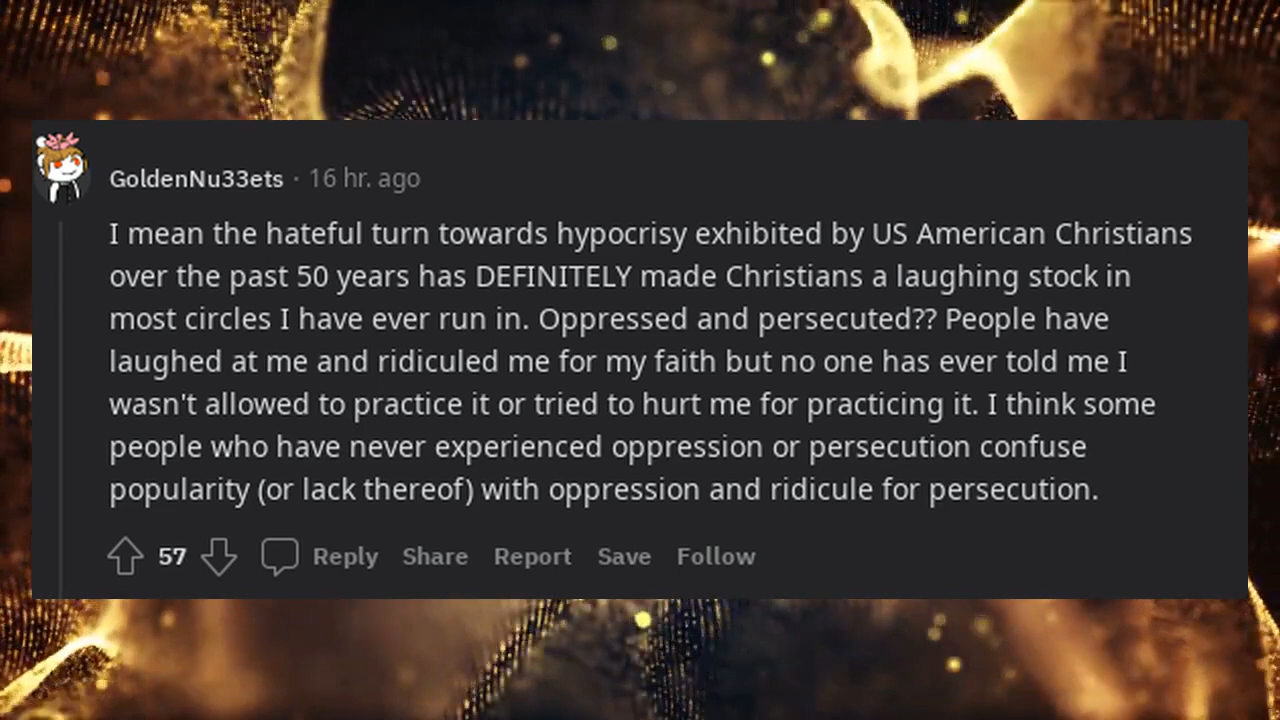 GoldenNu33ets · 16 hr. ago
I mean the hateful turn towards hypocrisy exhibited by US American Christians
over the past 50 years has DEFINITELY made Christians a laughing stock in
most circles I have ever run in. Oppressed and persecuted?? People have
laughed at me and ridiculed me for my faith but no one has ever told me I
wasn't allowed to practice it or tried to hurt me for practicing it. I think some
people who have never experienced oppression or persecution confuse
popularity (or lack thereof) with oppression and ridicule for persecution.
57 Reply Share Report Save Follow